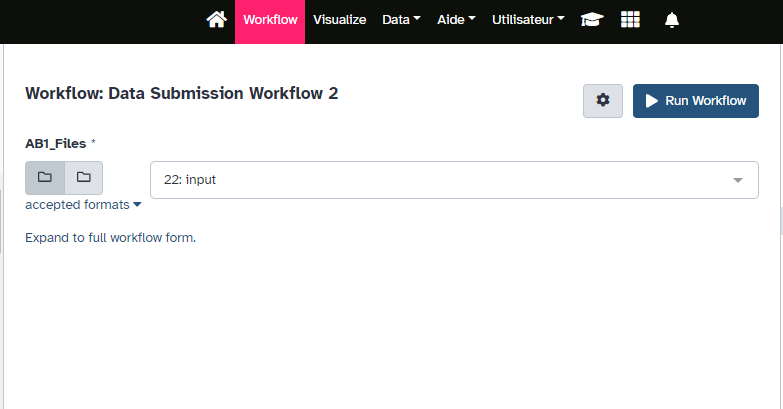 Workflow Visualize Data Aide Utilisateur
Workflow: Data Submission Workflow 2
Run Workflow
AB1_Files *
22: input
accepted formats
Expand to full workflow form.